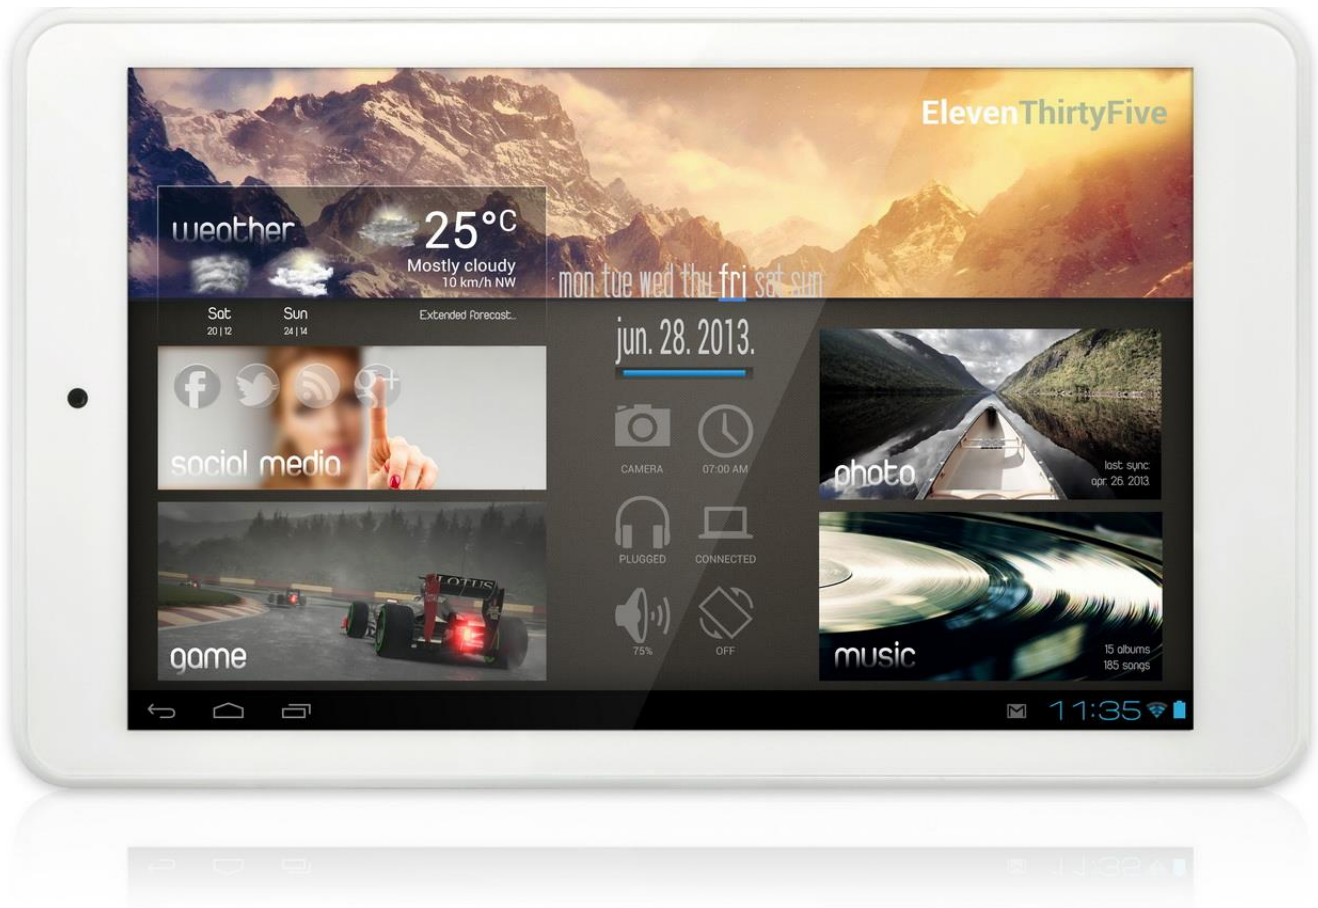 ElevenThirtyFive
weather
25°C
Mostly cloudy
10 km/h NW
Sat
20 | 12
Sun
24 | 14
Extended forecast...
mon tue wed thu fri sat sun
jun. 28. 2013.
social media
CAMERA
07:00 AM
PLUGGED
CONNECTED
75%
OFF
photo
last sync:
apr. 26. 2013.
LOTUS
game
music
15 albums
185 songs
11:35